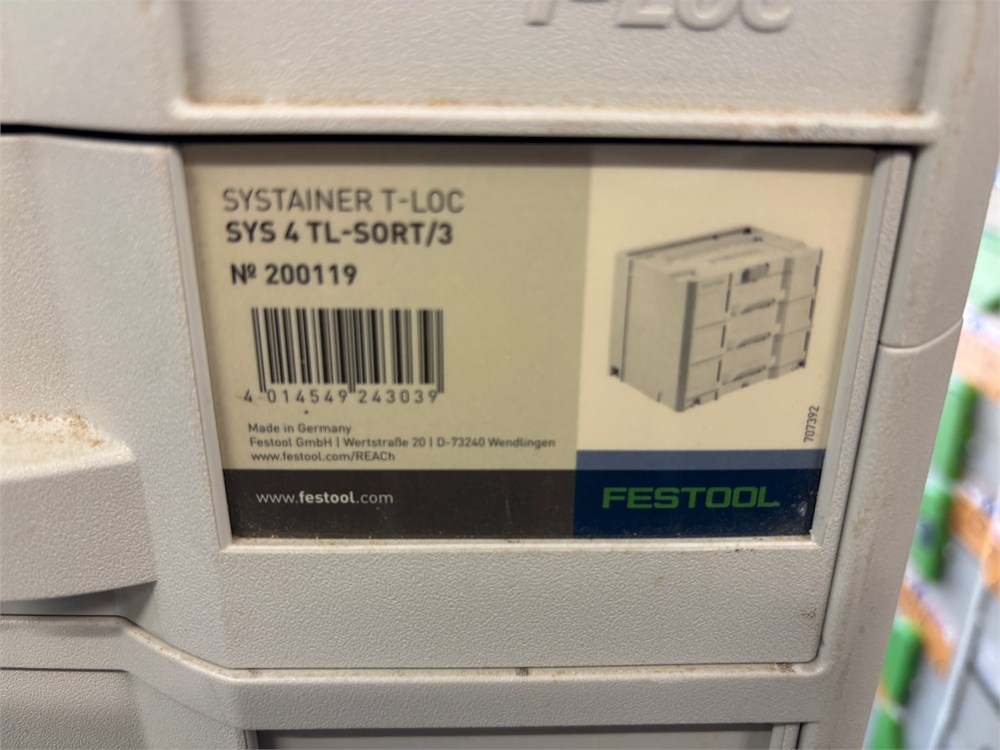 T-LOC
SYSTAINER T-LOC
SYS 4 TL-SORT/3
Nº 200119
4 014549 243039
Made in Germany
Festool GmbH | Wertstraße 20 | D-73240 Wendlingen
www.festool.com/REACh
www.festool.com
707392
FESTOOL